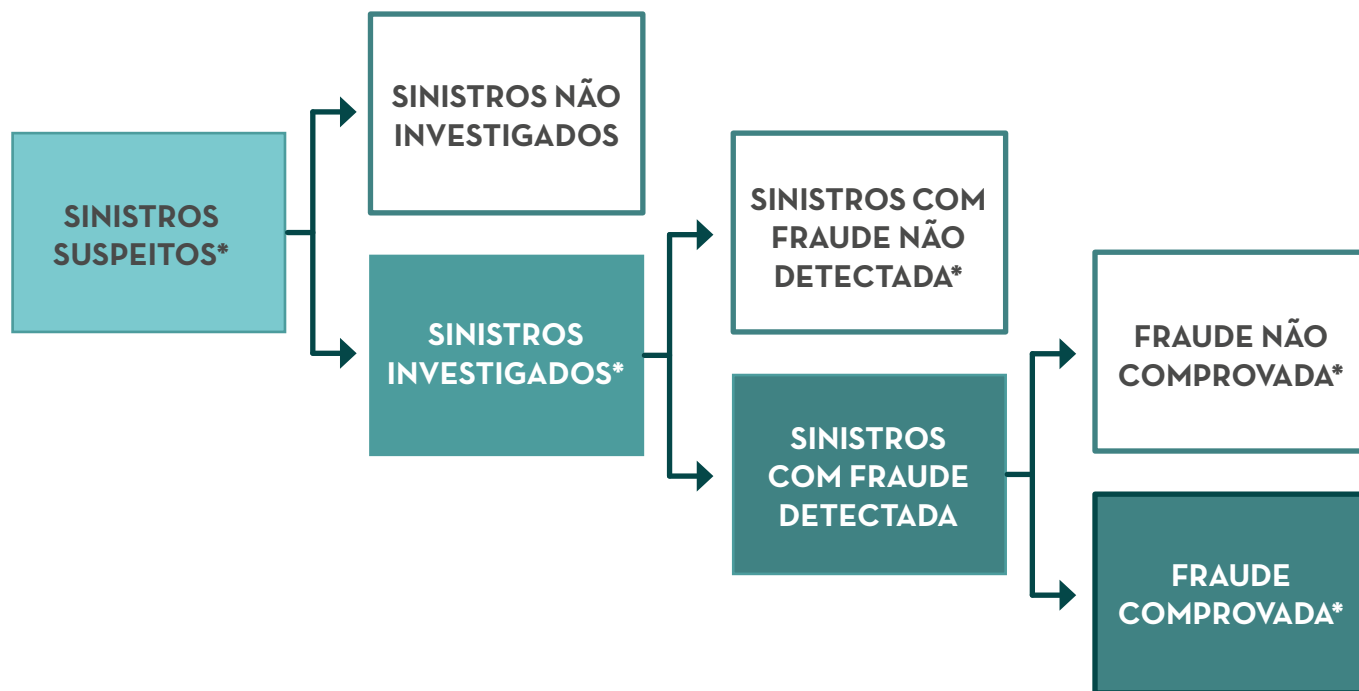 SINISTROS
SUSPEITOS*
SINISTROS NÃO
INVESTIGADOS
SINISTROS
INVESTIGADOS*
SINISTROS COM
FRAUDE NÃO
DETECTADA*
SINISTROS
COM FRAUDE
DETECTADA
FRAUDE NÃO
COMPROVADA*
FRAUDE
COMPROVADA*